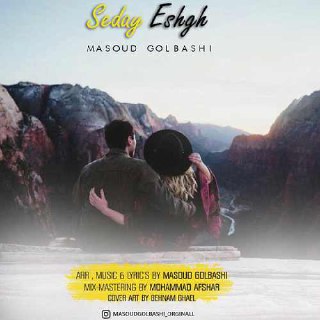 Seday Eshgh
MASOUD GOLBASHI
ARR , MUSIC & LYRIC'S BY MASOUD GOLBASHI
MIX-MASTERING BY MOHAMMAD AFSHAR
COVER ART BY BEHNAM GHAEL
MASOUDGOLBASHI_ORGINALL